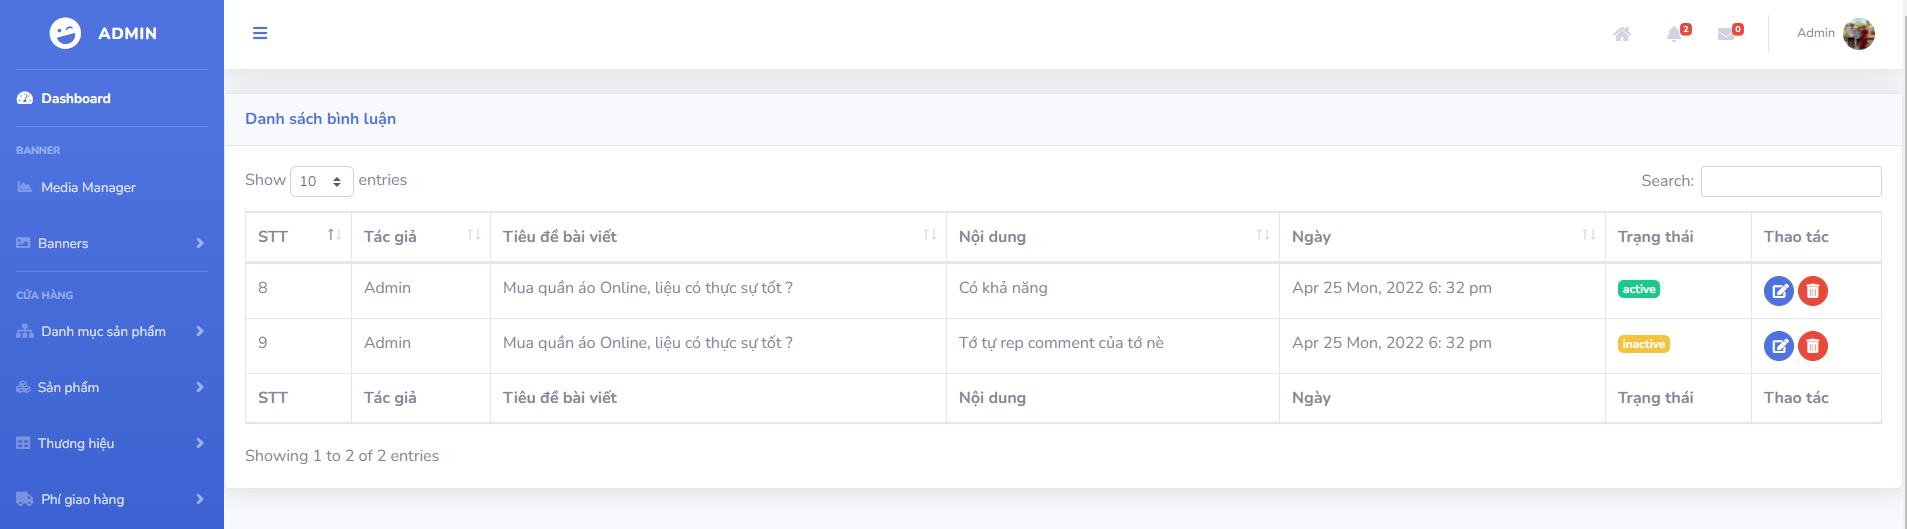 ADMIN
2
0
Admin
Dashboard
BANNER
Media Manager
Banners
CỬA HÀNG
Danh mục sản phẩm
Sản phẩm
Thương hiệu
Phí giao hàng
Danh sách bình luận
Show 10 entries
Search:
STT Tác giả Tiêu đề bài viết Nội dung Ngày Trạng thái Thao tác
8 Admin Mua quần áo Online, liệu có thực sự tốt ? Có khả năng Apr 25 Mon, 2022 6: 32 pm active
9 Admin Mua quần áo Online, liệu có thực sự tốt ? Tớ tự rep comment của tớ nè Apr 25 Mon, 2022 6: 32 pm inactive
STT Tác giả Tiêu đề bài viết Nội dung Ngày Trạng thái Thao tác
Showing 1 to 2 of 2 entries